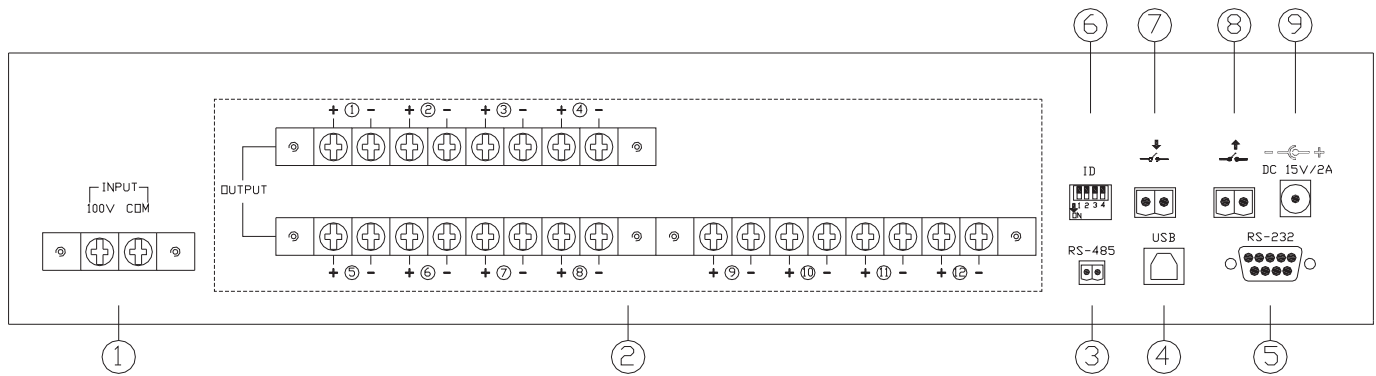 ⑥ ⑦ ⑧ ⑨
+ ① - + ② - + ③ - + ④ -
ID
DC 15V/2A
INPUT
100V COM
OUTPUT
1 2 3 4
ON
RS-485
USB
RS-232
+ ⑤ - + ⑥ - + ⑦ - + ⑧ - + ⑨ - + ⑩ - + ⑪ - + ⑫ -
① ② ③ ④ ⑤